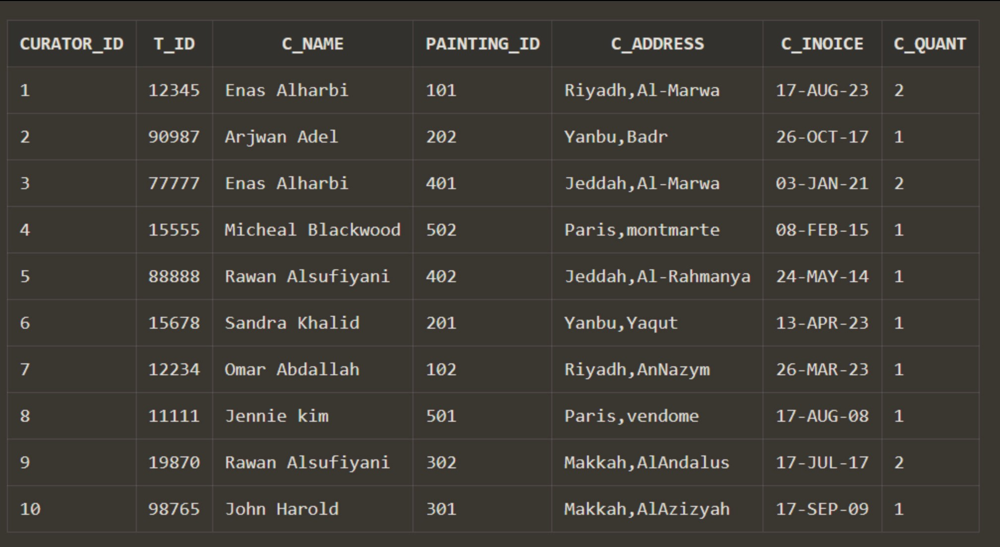 CURATOR_ID T_ID C_NAME PAINTING_ID C_ADDRESS C_INOICE C_QUANT
1 12345 Enas Alharbi 101 Riyadh,Al-Marwa 17-AUG-23 2
2 90987 Arjwan Adel 202 Yanbu,Badr 26-OCT-17 1
3 77777 Enas Alharbi 401 Jeddah,Al-Marwa 03-JAN-21 2
4 15555 Micheal Blackwood 502 Paris,montmarte 08-FEB-15 1
5 88888 Rawan Alsufiyani 402 Jeddah,Al-Rahmanya 24-MAY-14 1
6 15678 Sandra Khalid 201 Yanbu,Yaqut 13-APR-23 1
7 12234 Omar Abdallah 102 Riyadh,AnNazym 26-MAR-23 1
8 11111 Jennie kim 501 Paris,vendome 17-AUG-08 1
9 19870 Rawan Alsufiyani 302 Makkah,AlAndalus 17-JUL-17 2
10 98765 John Harold 301 Makkah,AlAzizyah 17-SEP-09 1